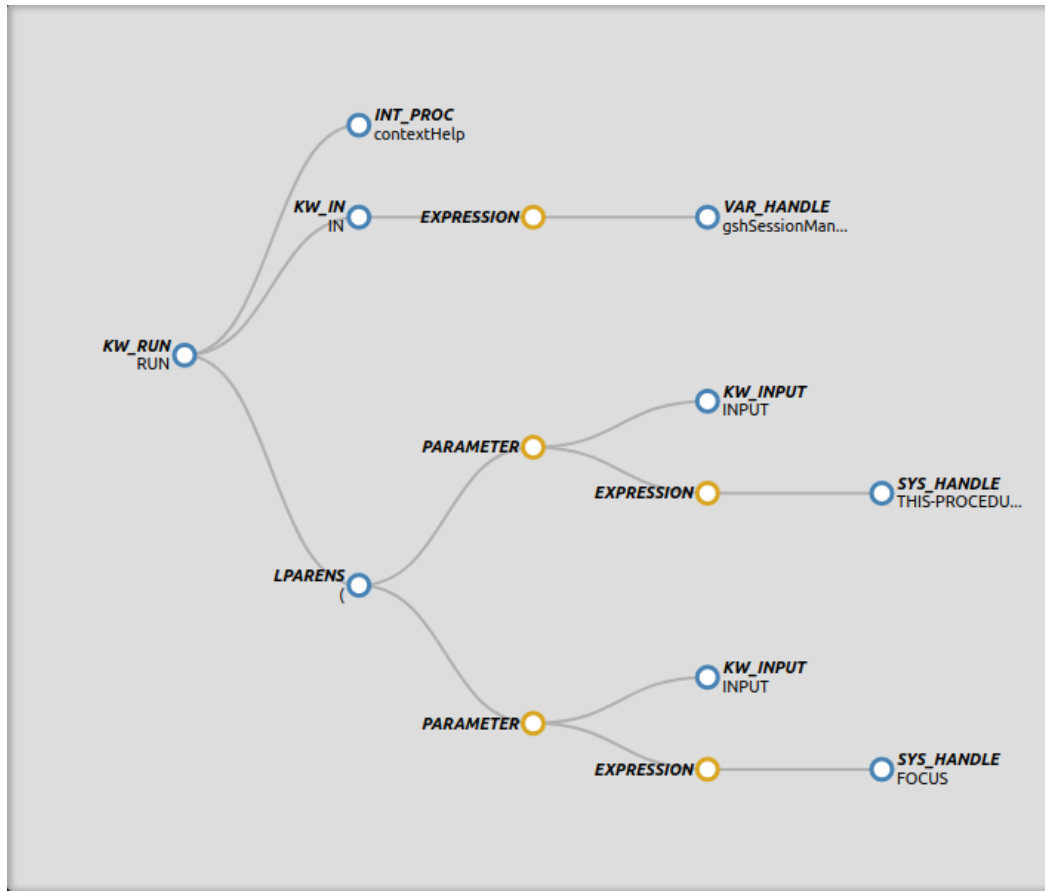 INT_PROC
contextHelp
KW_IN
IN
EXPRESSION
VAR_HANDLE
gshSessionMan...
KW_RUN
RUN
KW_INPUT
INPUT
PARAMETER
EXPRESSION
SYS_HANDLE
THIS-PROCEDU...
LPARENS
(
KW_INPUT
INPUT
PARAMETER
EXPRESSION
SYS_HANDLE
FOCUS